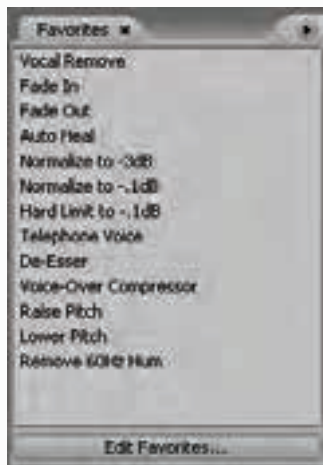 Favorites
Vocal Remove
Fade In
Fade Out
Auto Heal
Normalize to -3dB
Normalize to -.1dB
Hard Limit to -.1dB
Telephone Voice
De-Esser
Voice-Over Compressor
Raise Pitch
Lower Pitch
Remove 60Hz Hum
Edit Favorites...